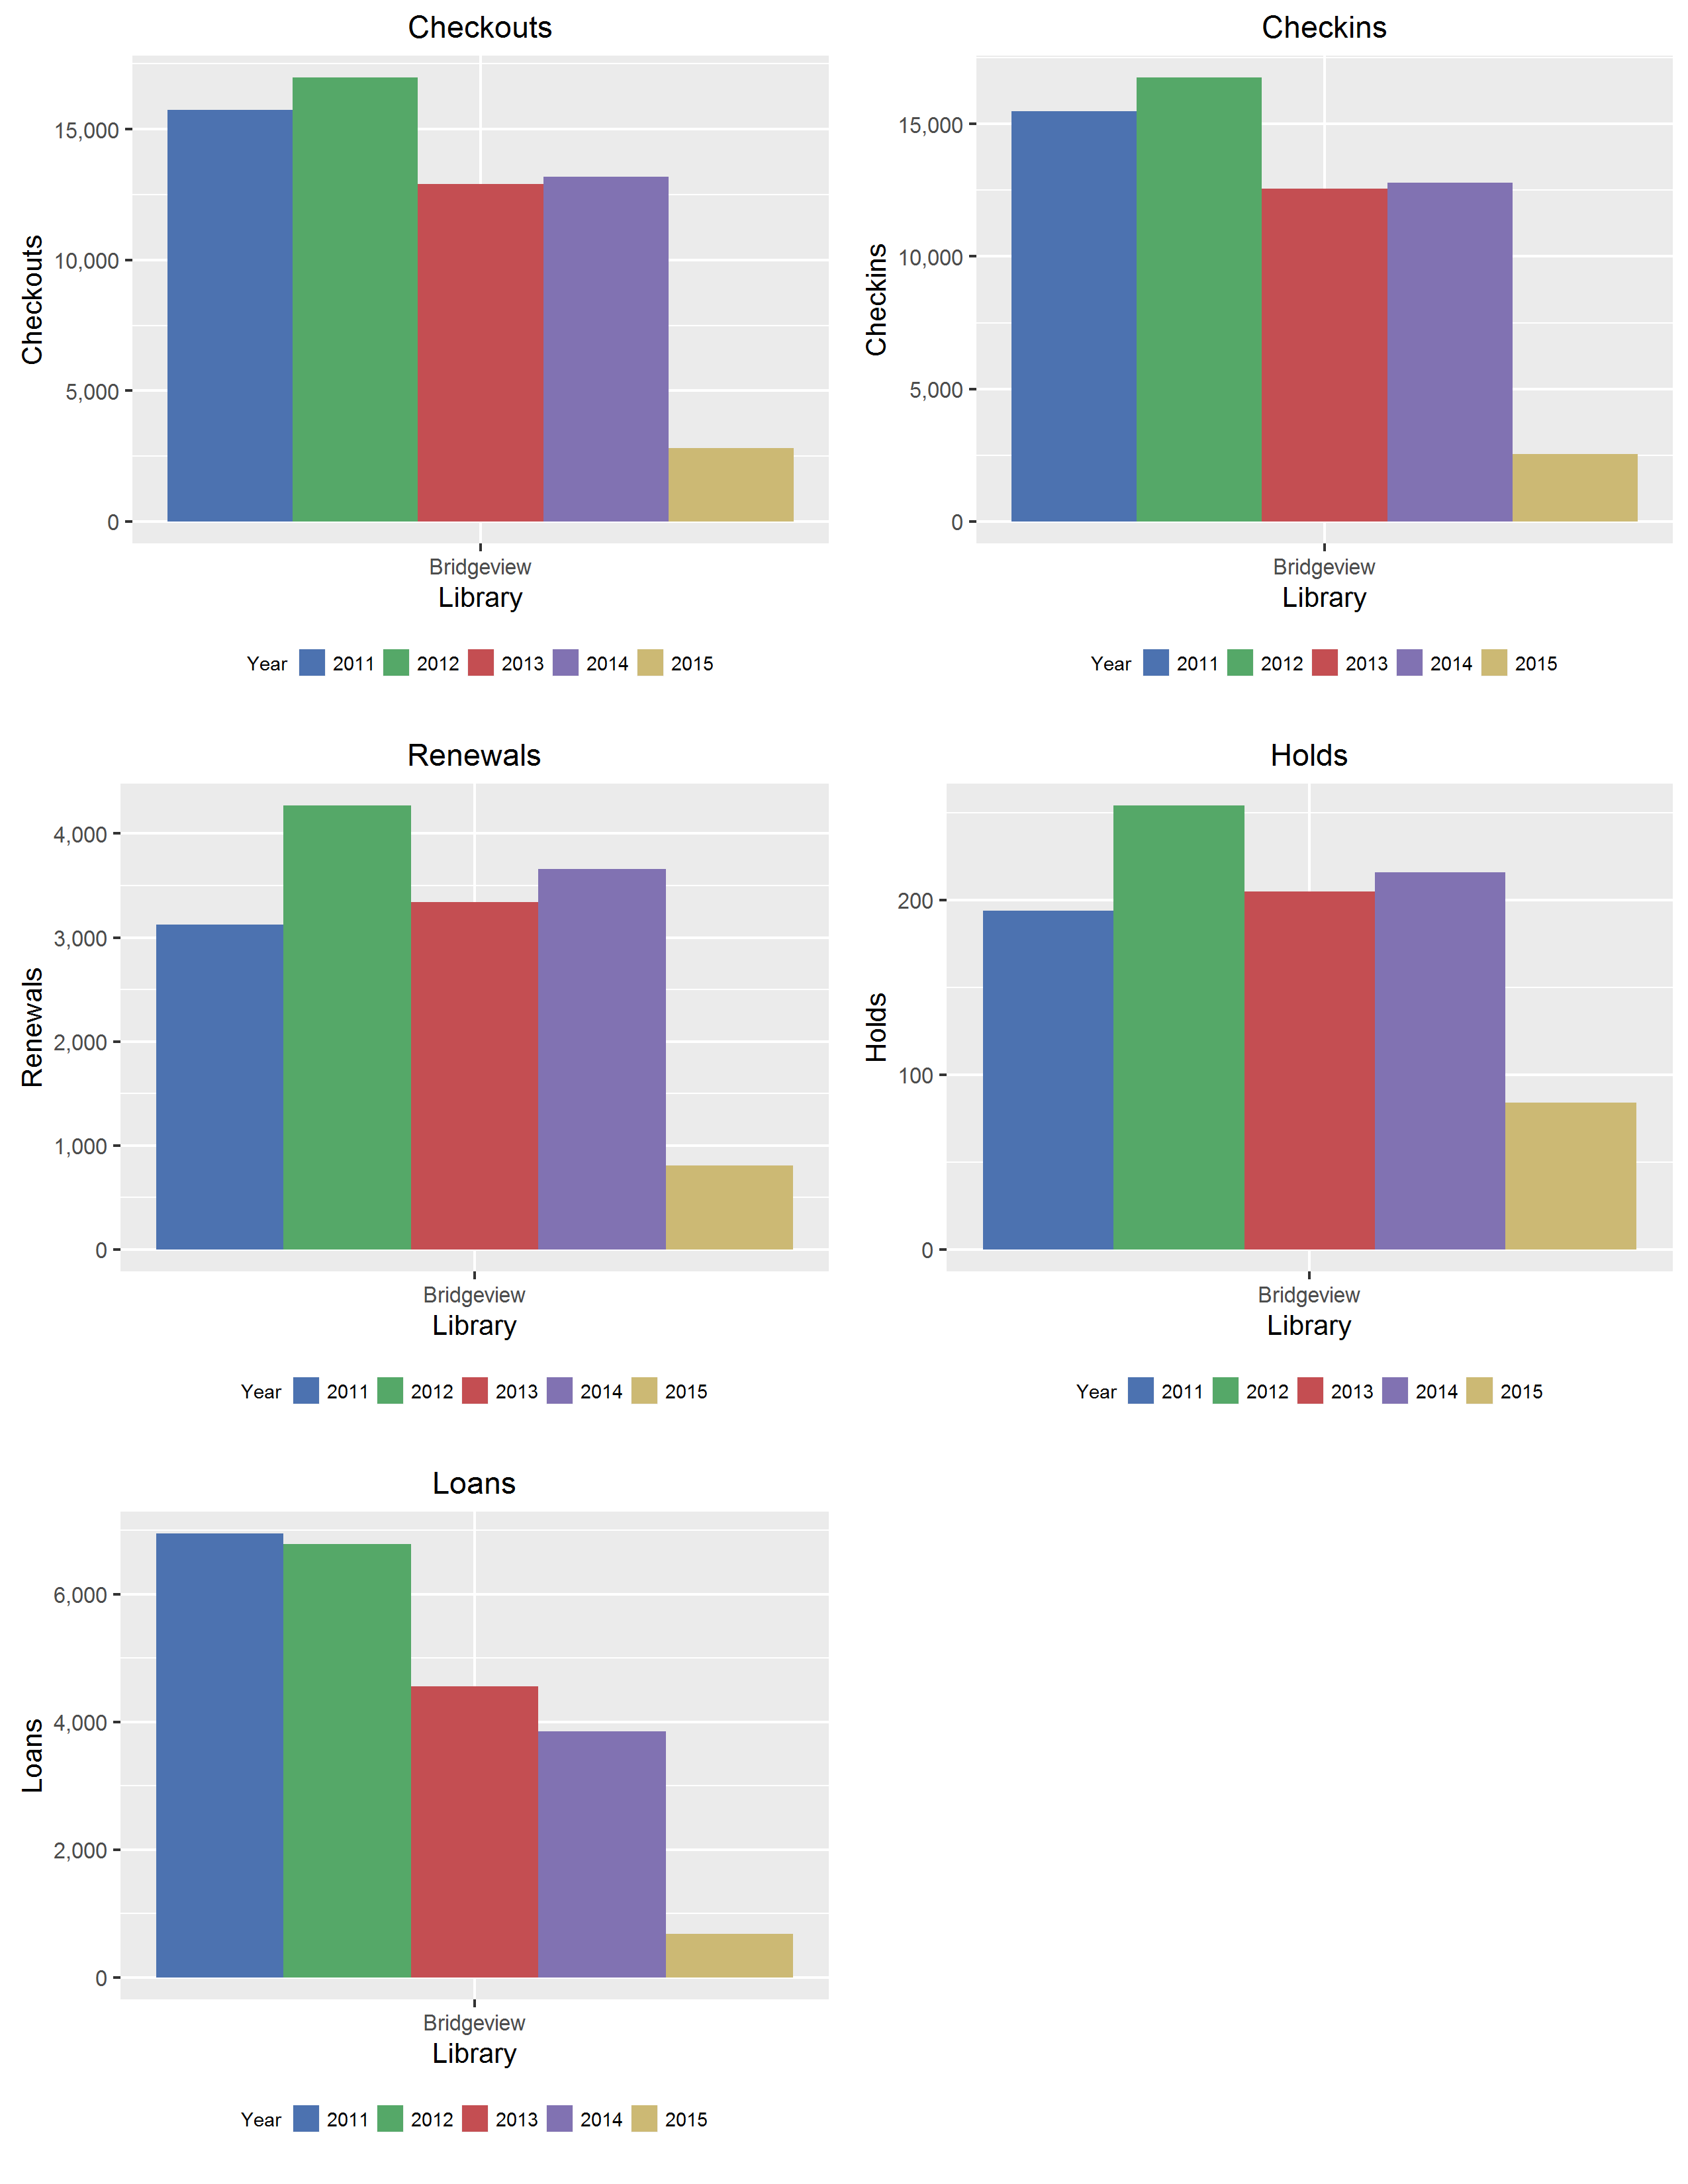 Checkouts
Checkouts
15,000
10,000
5,000
0
Bridgeview
Library
Year 2011 2012 2013 2014 2015
Checkins
Checkins
15,000
10,000
5,000
0
Bridgeview
Library
Year 2011 2012 2013 2014 2015
Renewals
Renewals
4,000
3,000
2,000
1,000
0
Bridgeview
Library
Year 2011 2012 2013 2014 2015
Holds
Holds
200
100
0
Bridgeview
Library
Year 2011 2012 2013 2014 2015
Loans
Loans
6,000
4,000
2,000
0
Bridgeview
Library
Year 2011 2012 2013 2014 2015